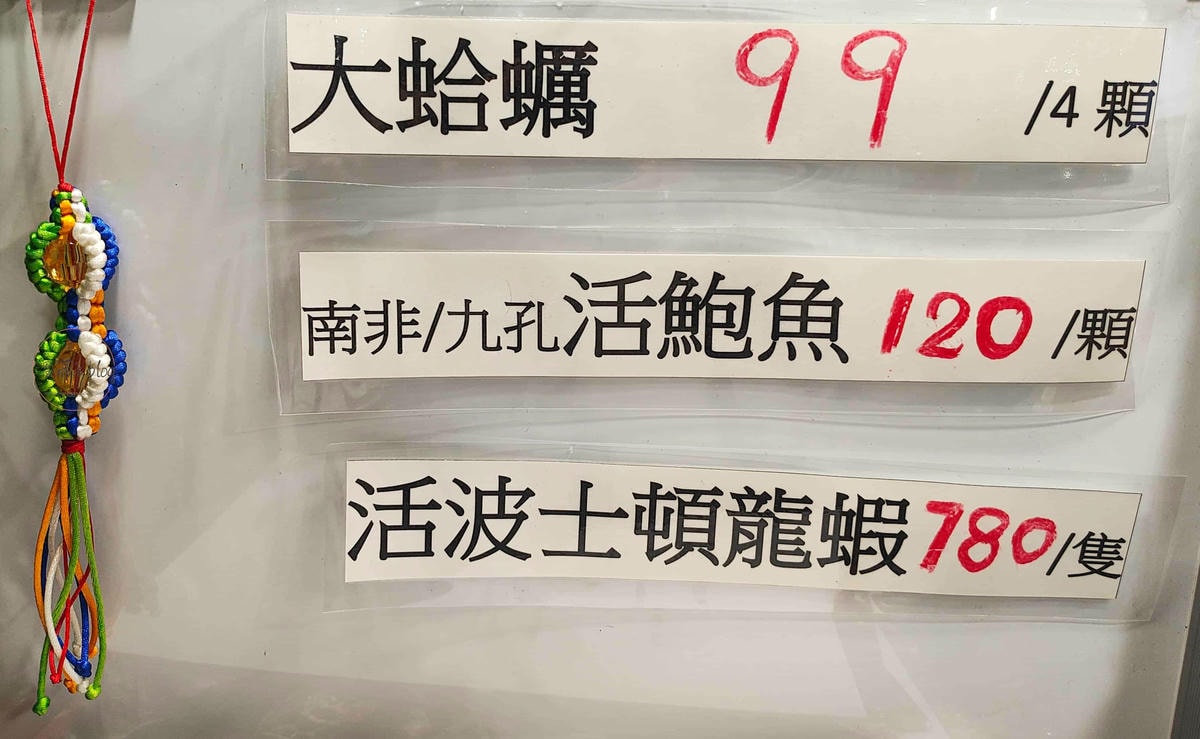 大蛤蠣 99 /4 顆
南非/九孔活鮑魚 120 /顆
活波士頓龍蝦 780/隻